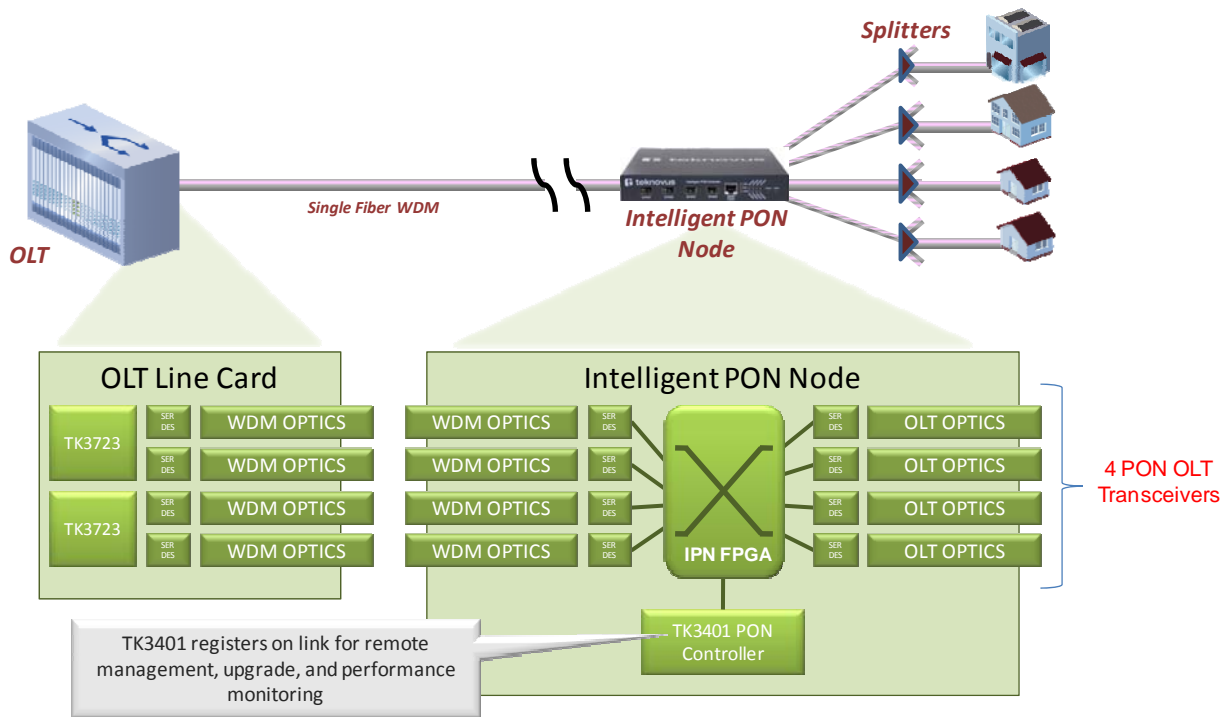 Splitters
teknovus
teknovus
Single Fiber WDM
Intelligent PON
Node
OLT
OLT Line Card
TK3723
TK3723
SER
DES
WDM OPTICS
SER
DES
WDM OPTICS
SER
DES
WDM OPTICS
SER
DES
WDM OPTICS
Intelligent PON Node
WDM OPTICS
SER
DES
WDM OPTICS
SER
DES
WDM OPTICS
SER
DES
WDM OPTICS
SER
DES
IPN FPGA
SER
DES
OLT OPTICS
SER
DES
OLT OPTICS
SER
DES
OLT OPTICS
SER
DES
OLT OPTICS
4 PON OLT
Transceivers
TK3401 PON
Controller
TK3401 registers on link for remote
management, upgrade, and performance
monitoring